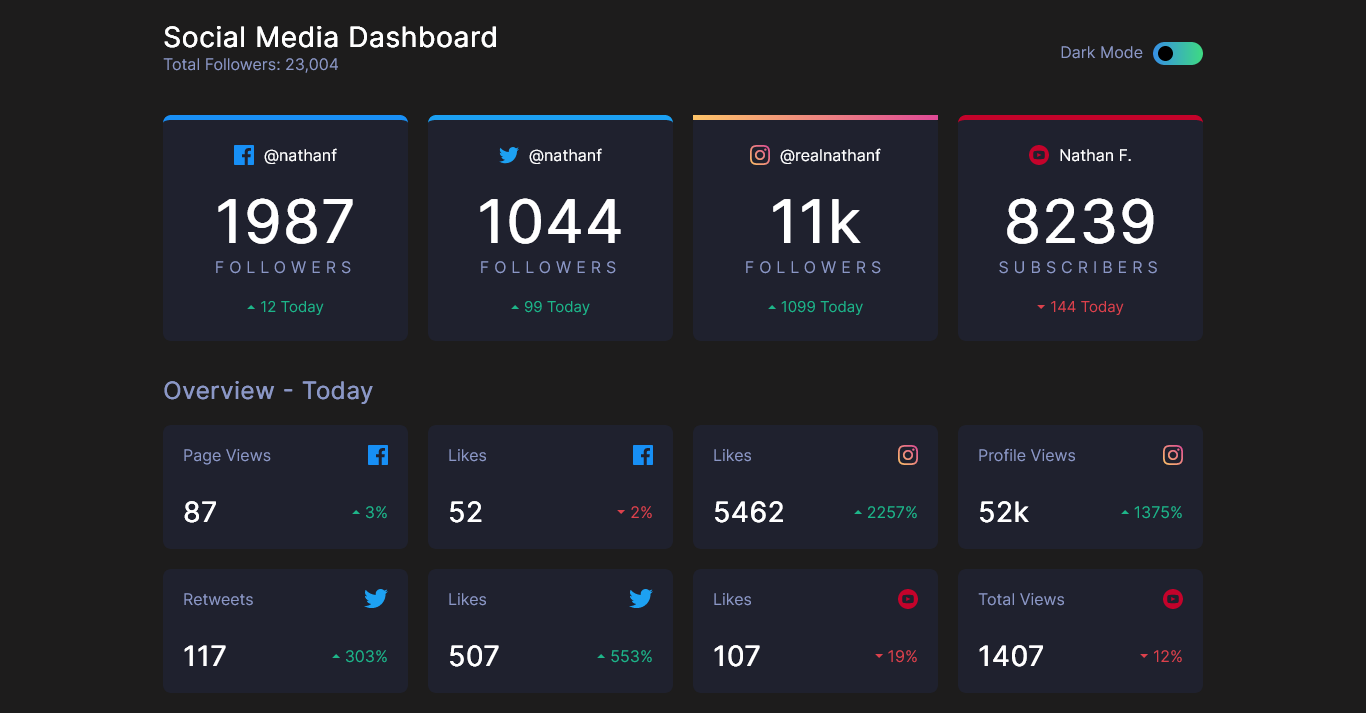 Social Media Dashboard
Total Followers: 23,004
Dark Mode
@nathanf
1987
FOLLOWERS
12 Today
@nathanf
1044
FOLLOWERS
99 Today
@realnathanf
11k
FOLLOWERS
1099 Today
Nathan F.
8239
SUBSCRIBERS
144 Today
Overview - Today
Page Views
87
3%
Likes
52
2%
Likes
5462
2257%
Profile Views
52k
1375%
Retweets
117
303%
Likes
507
553%
Likes
107
19%
Total Views
1407
12%